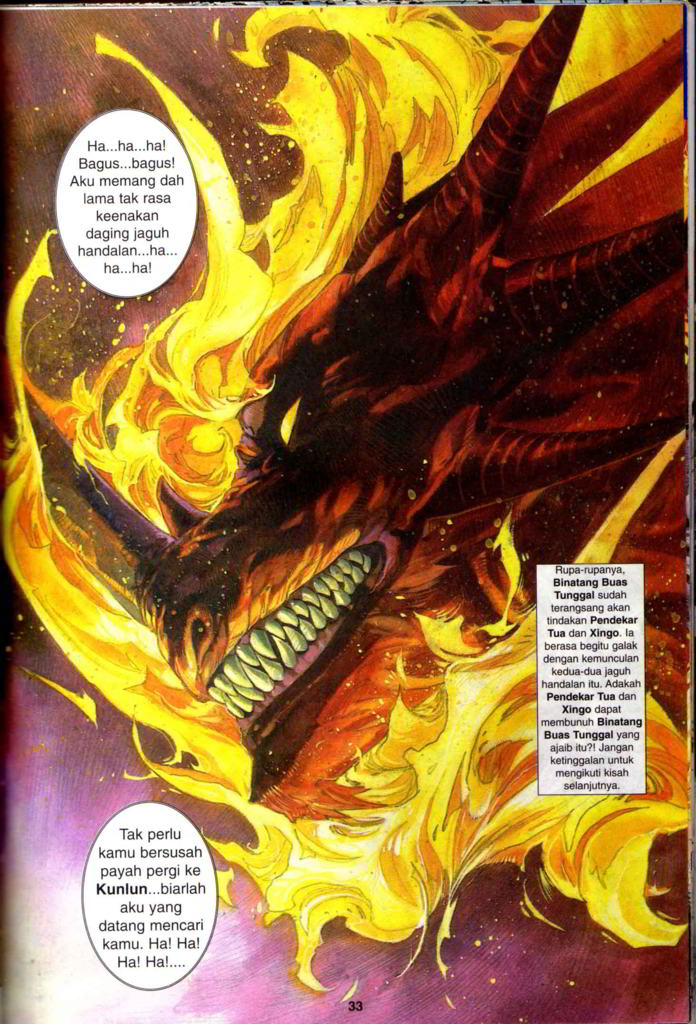 Ha...ha...ha!
Bagus...bagus!
Aku memang dah
lama tak rasa
keenakan
daging jaguh
handalan...ha...
ha...ha!
Rupa-rupanya,
Binatang Buas
Tunggal sudah
terangsang akan
tindakan Pendekar
Tua dan Xingo. Ia
berasa begitu galak
dengan kemunculan
kedua-dua jaguh
handalan itu. Adakah
Pendekar Tua dan
Xingo dapat
membunuh Binatang
Buas Tunggal yang
ajaib itu?! Jangan
ketinggalan untuk
mengikuti kisah
selanjutnya.
Tak perlu
kamu bersusah
payah pergi ke
Kunlun...biarlah
aku yang
datang mencari
kamu. Ha! Ha!
Ha! Ha!....
33